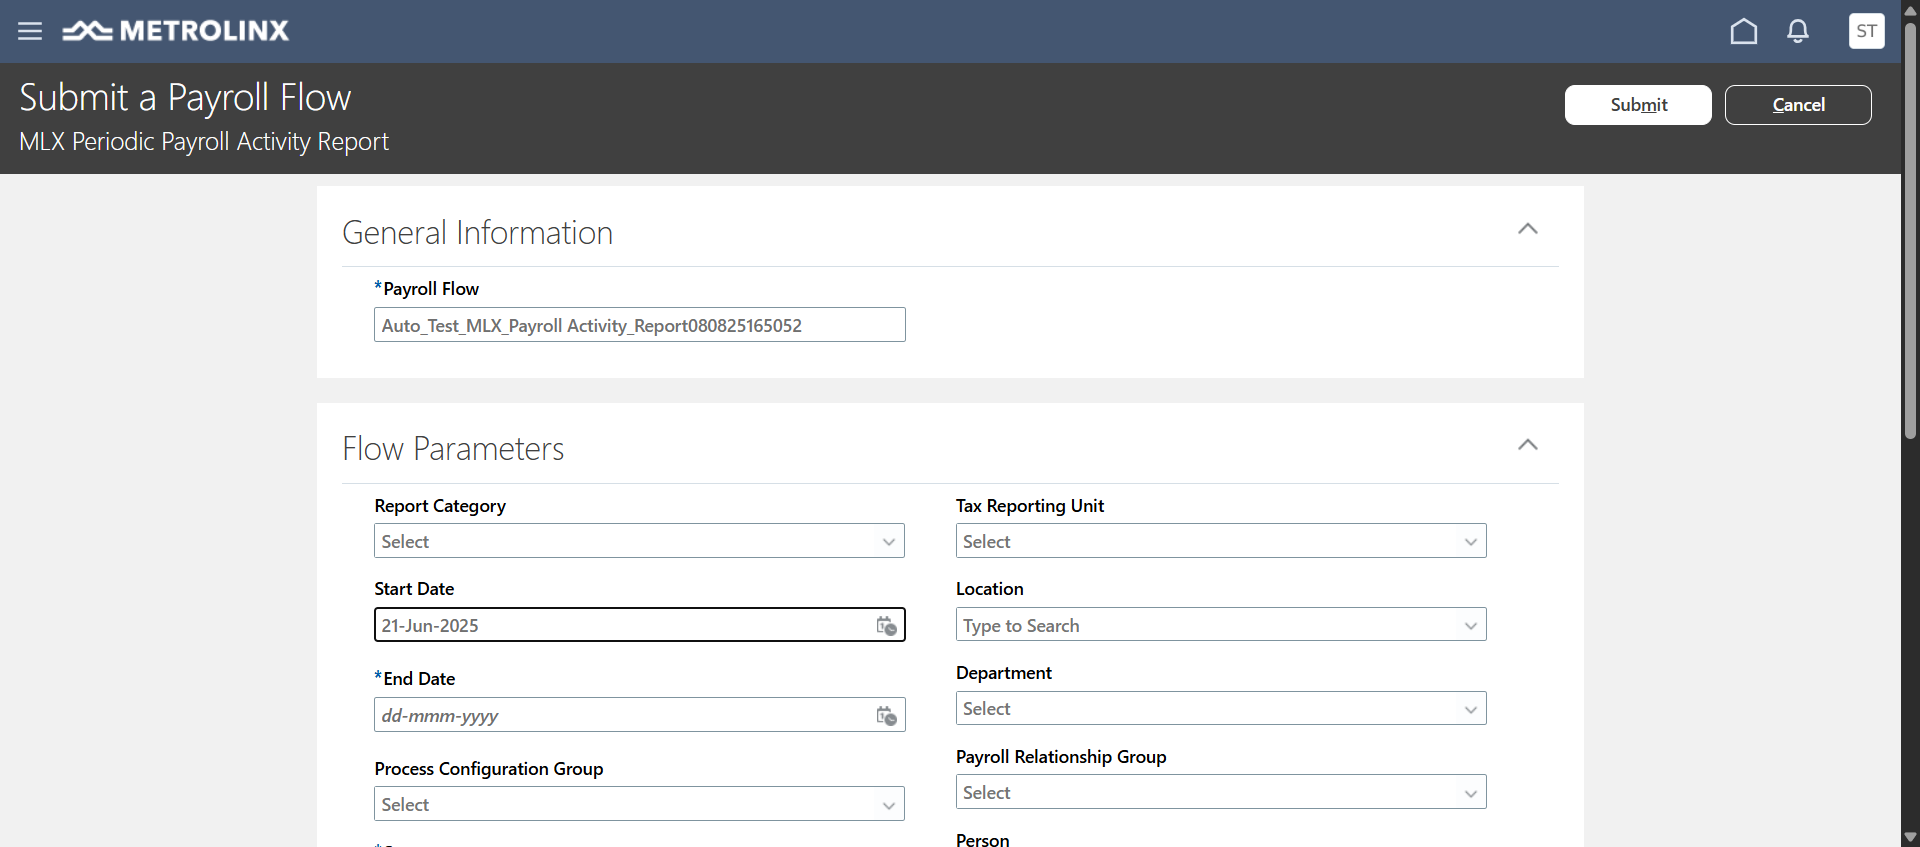 METROLINX
ST
Submit a Payroll Flow
MLX Periodic Payroll Activity Report
Submit
Cancel
General Information
*Payroll Flow
Auto_Test_MLX_Payroll Activity_Report080825165052
Flow Parameters
Report Category
Select
Start Date
21-Jun-2025
*End Date
dd-mmm-yyyy
Process Configuration Group
Select
Tax Reporting Unit
Select
Location
Type to Search
Department
Select
Payroll Relationship Group
Select
Person